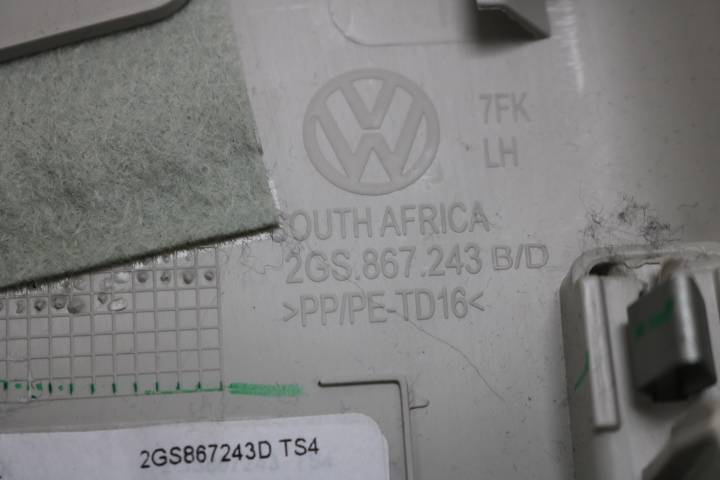 7FK
LH
SOUTH AFRICA
2GS.867.243 B/D
>PP/PE-TD16<
2GS867243D TS4